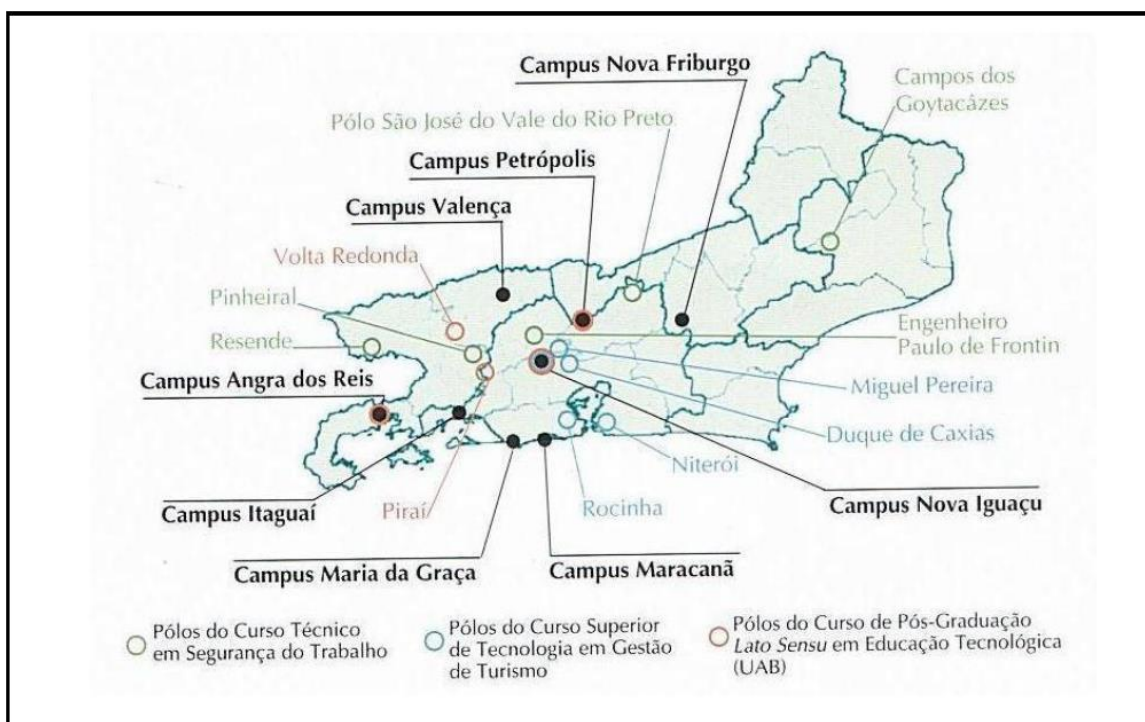 Campus Nova Friburgo
Campos dos
Goytacázes
Pólo São José do Vale do Rio Preto
Campus Petrópolis
Campus Valença
Volta Redonda
Pinheiral
Resende
Engenheiro
Paulo de Frontin
Campus Angra dos Reis
Miguel Pereira
Duque de Caxias
Niterói
Campus Itaguaí
Piraí
Rocinha
Campus Nova Iguaçu
Campus Maria da Graça
Campus Maracanã
Pólos do Curso Técnico
em Segurança do Trabalho
Pólos do Curso Superior
de Tecnologia em Gestão
de Turismo
Pólos do Curso de Pós-Graduação
Lato Sensu em Educação Tecnológica
(UAB)